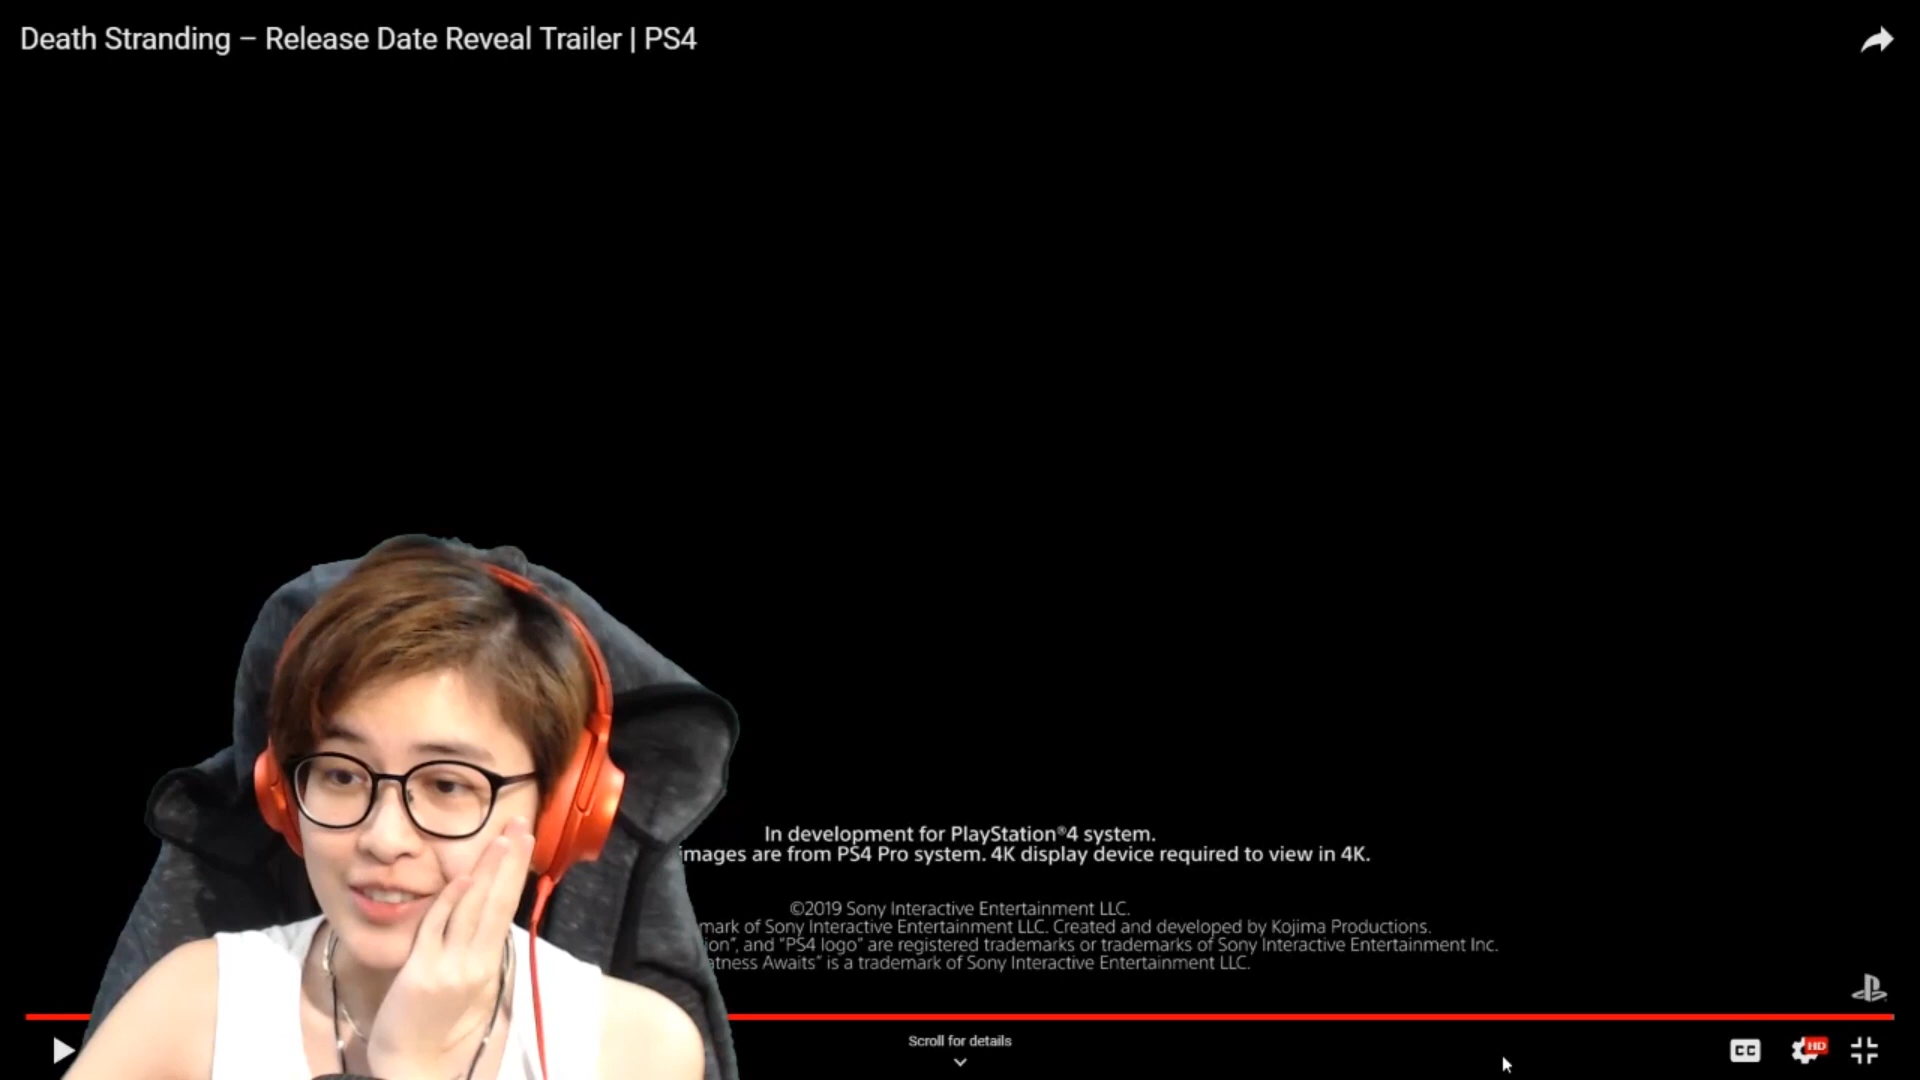 Death Stranding – Release Date Reveal Trailer | PS4
In development for PlayStation®4 system.
images are from PS4 Pro system. 4K display device required to view in 4K.
©2019 Sony Interactive Entertainment LLC.
mark of Sony Interactive Entertainment LLC. Created and developed by Kojima Productions.
ion”, and “PS4 logo” are registered trademarks or trademarks of Sony Interactive Entertainment Inc.
tness Awaits” is a trademark of Sony Interactive Entertainment LLC.
Scroll for details
CC
HD